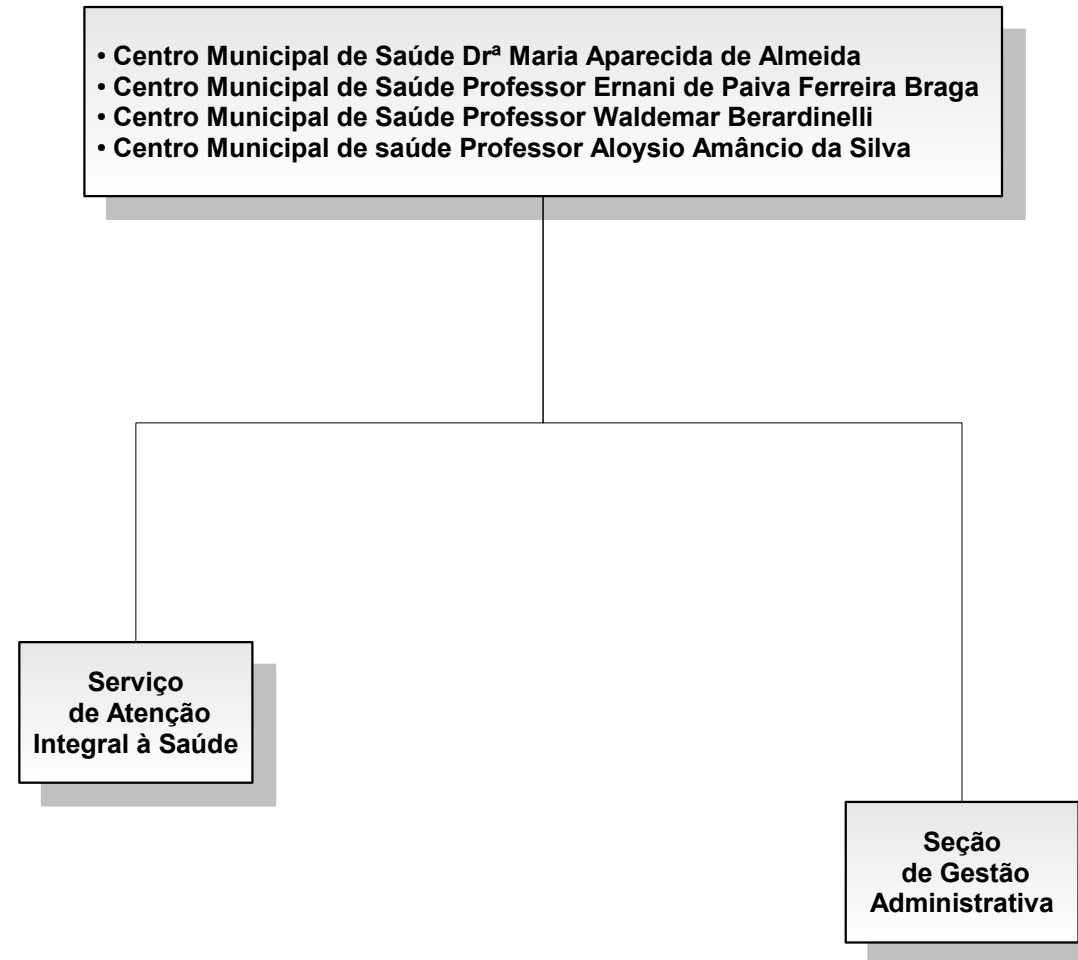 • Centro Municipal de Saúde Drª Maria Aparecida de Almeida
• Centro Municipal de Saúde Professor Ernani de Paiva Ferreira Braga
• Centro Municipal de Saúde Professor Waldemar Berardinelli
• Centro Municipal de saúde Professor Aloysio Amâncio da Silva
Serviço
de Atenção
Integral à Saúde
Seção
de Gestão
Administrativa